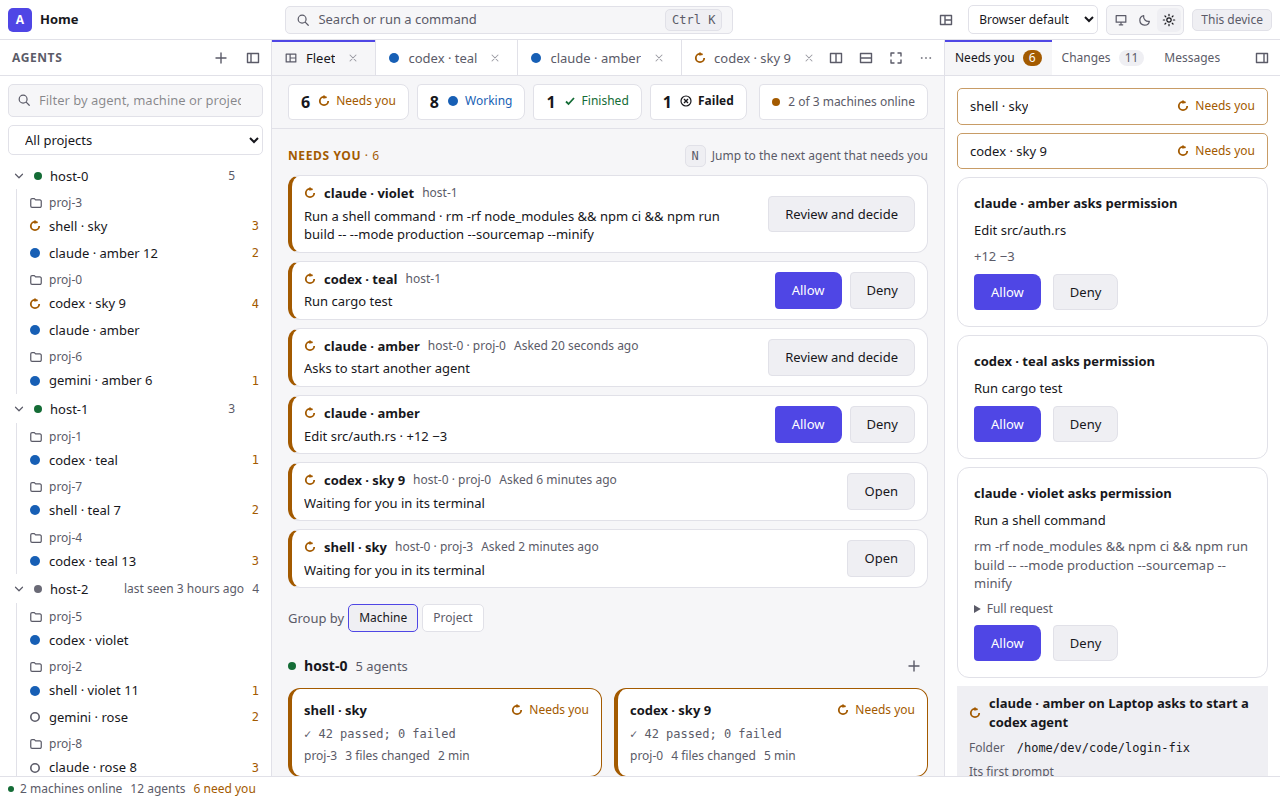 A Home
Search or run a command Ctrl K
Browser default
This device
AGENTS
Filter by agent, machine or projec
All projects
host-0 5
proj-3
shell · sky 3
claude · amber 12 2
proj-0
codex · sky 9 4
claude · amber
proj-6
gemini · amber 6 1
host-1 3
proj-1
codex · teal 1
proj-7
shell · teal 7 2
proj-4
codex · teal 13 3
host-2 last seen 3 hours ago 4
proj-5
codex · violet
proj-2
shell · violet 11 1
gemini · rose 2
proj-8
claude · rose 8 3
Fleet
codex · teal
claude · amber
codex · sky 9
6 Needs you
8 Working
1 Finished
1 Failed
2 of 3 machines online
NEEDS YOU · 6
N Jump to the next agent that needs you
claude · violet host-1
Run a shell command · rm -rf node_modules && npm ci && npm run
build -- --mode production --sourcemap --minify
Review and decide
codex · teal host-1
Run cargo test
Allow Deny
claude · amber host-0 · proj-0 Asked 20 seconds ago
Asks to start another agent
Review and decide
claude · amber
Edit src/auth.rs · +12 −3
Allow Deny
codex · sky 9 host-0 · proj-0 Asked 6 minutes ago
Waiting for you in its terminal
Open
shell · sky host-0 · proj-3 Asked 2 minutes ago
Waiting for you in its terminal
Open
Group by Machine Project
host-0 5 agents
shell · sky Needs you
✓ 42 passed; 0 failed
proj-3 3 files changed 2 min
codex · sky 9 Needs you
✓ 42 passed; 0 failed
proj-0 4 files changed 5 min
Needs you 6
Changes 11
Messages
shell · sky Needs you
codex · sky 9 Needs you
claude · amber asks permission
Edit src/auth.rs
+12 −3
Allow Deny
codex · teal asks permission
Run cargo test
Allow Deny
claude · violet asks permission
Run a shell command
rm -rf node_modules && npm ci && npm run
build -- --mode production --sourcemap --
minify
Full request
Allow Deny
claude · amber on Laptop asks to start a
codex agent
Folder /home/dev/code/login-fix
Its first prompt
2 machines online 12 agents 6 need you